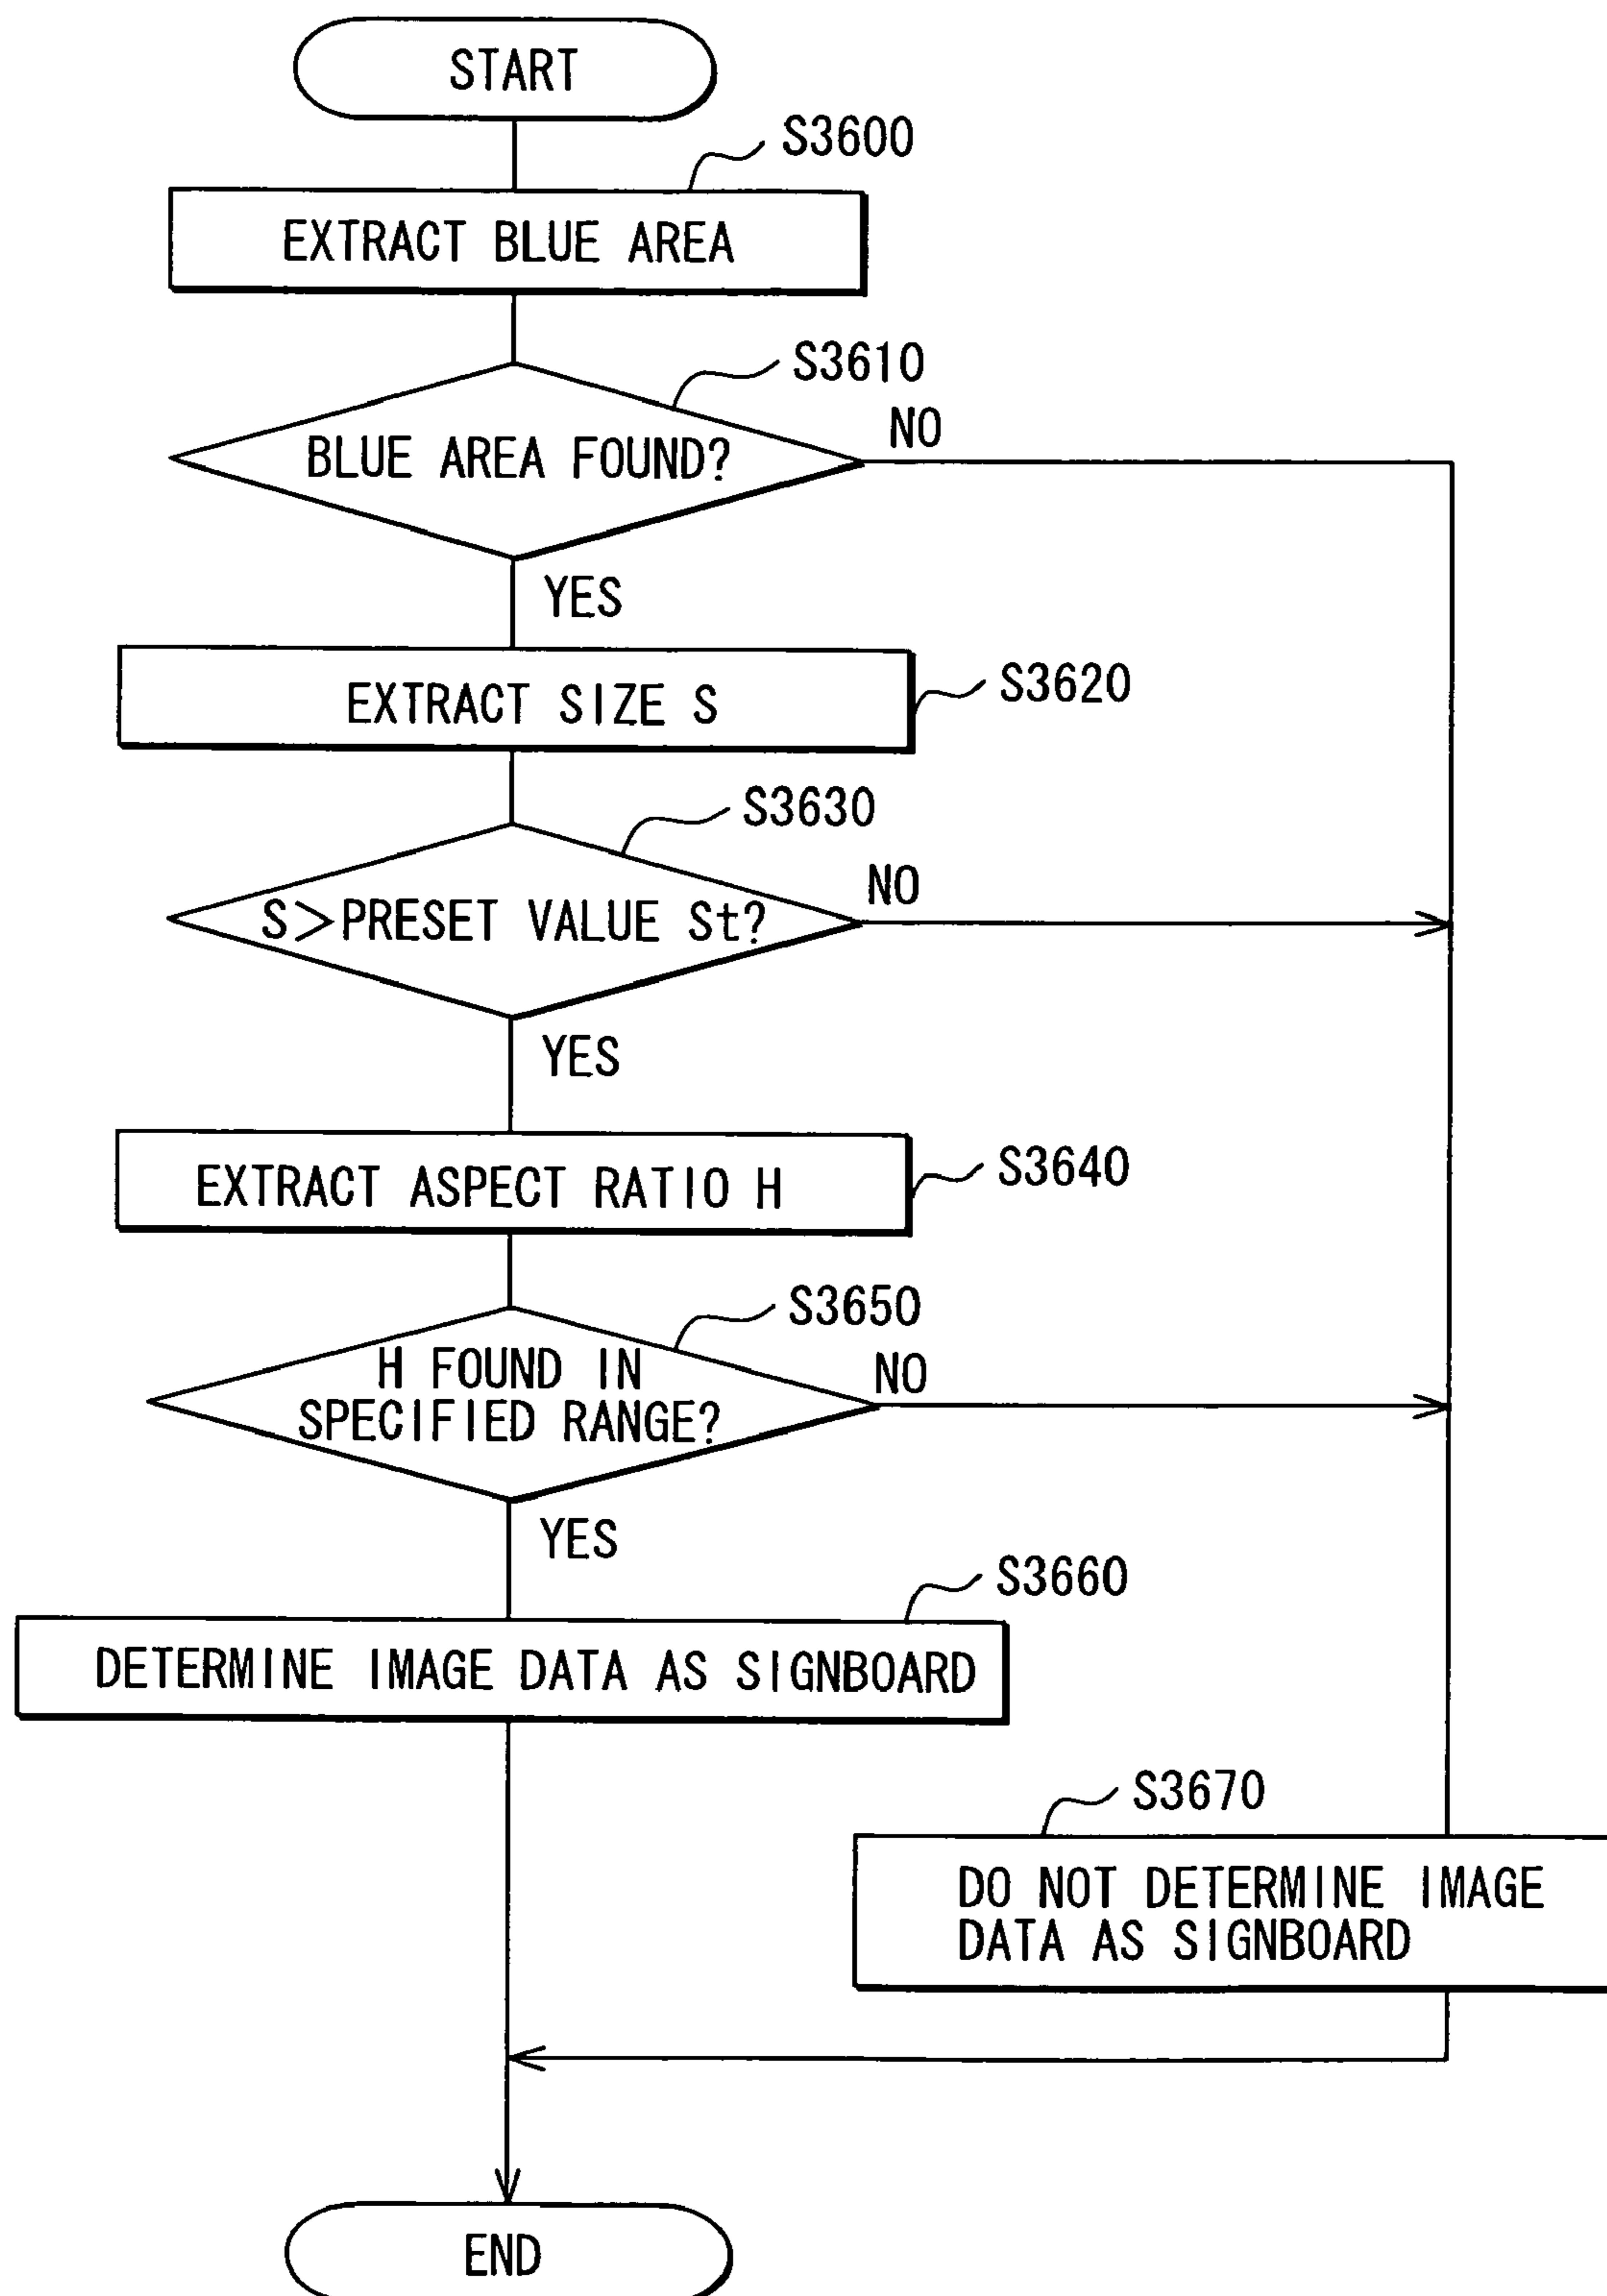 START
S3600
EXTRACT BLUE AREA
S3610
BLUE AREA FOUND?
NO
YES
EXTRACT SIZE S
S3620
S3630
S>PRESET VALUE St?
NO
YES
EXTRACT ASPECT RATIO H
S3640
S3650
H FOUND IN
SPECIFIED RANGE?
NO
YES
S3660
DETERMINE IMAGE DATA AS SIGNBOARD
S3670
DO NOT DETERMINE IMAGE
DATA AS SIGNBOARD
END